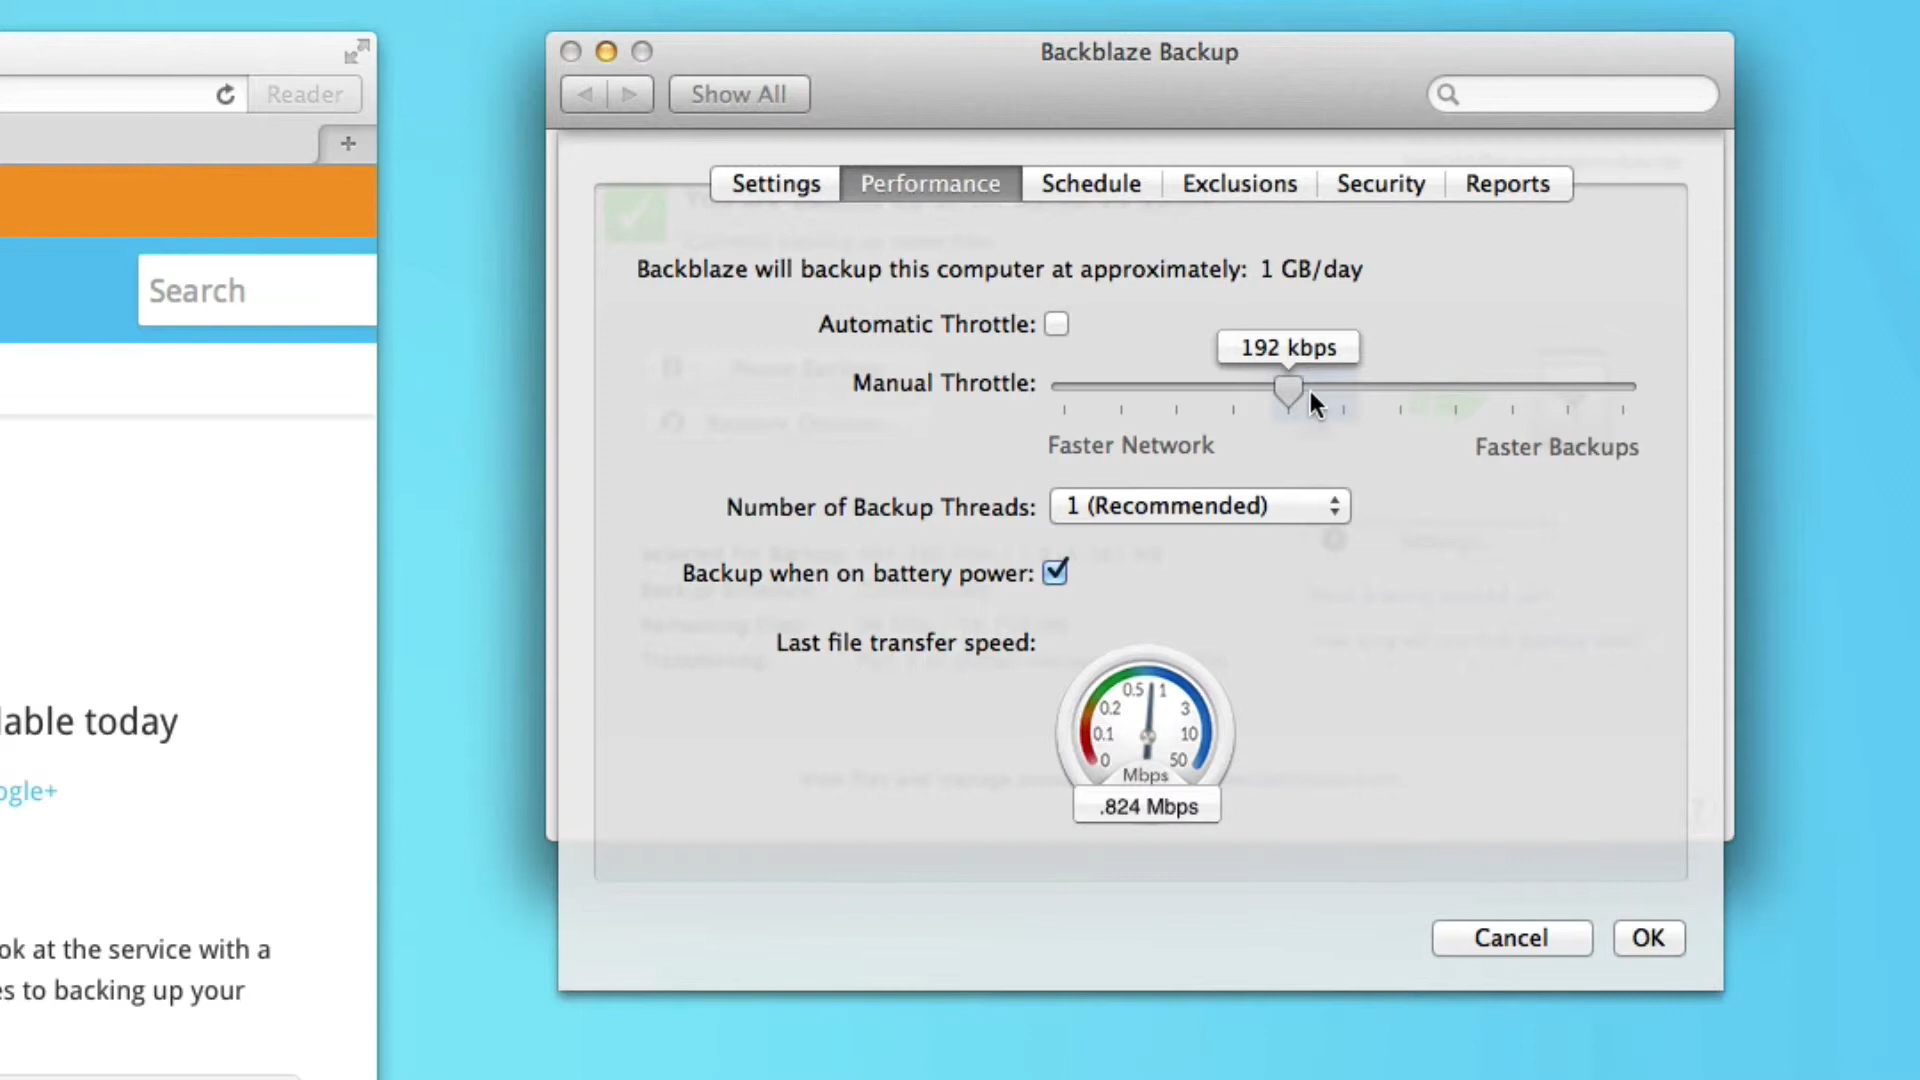 Reader
+
Search
lable today
ogle+
ok at the service with a
es to backing up your
Backblaze Backup
Show All
Settings
Performance
Schedule
Exclusions
Security
Reports
Backblaze will backup this computer at approximately: 1 GB/day
Automatic Throttle:
192 kbps
Manual Throttle:
Faster Network
Faster Backups
Number of Backup Threads:
1 (Recommended)
Backup when on battery power:
Last file transfer speed:
0.5
1
0.2
3
0.1
10
0
50
Mbps
.824 Mbps
Cancel
OK